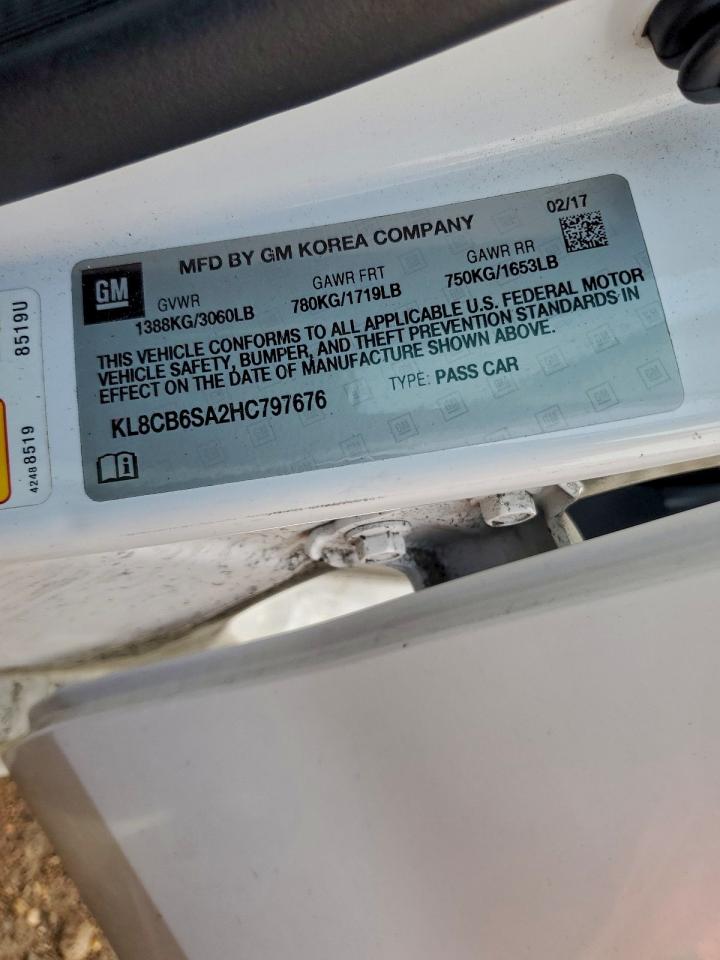 MFD BY GM KOREA COMPANY
02/17
GM
GVWR
1388KG/3060LB
GAWR FRT
780KG/1719LB
GAWR RR
750KG/1653LB
THIS VEHICLE CONFORMS TO ALL APPLICABLE U.S. FEDERAL MOTOR
VEHICLE SAFETY, BUMPER, AND THEFT PREVENTION STANDARDS IN
EFFECT ON THE DATE OF MANUFACTURE SHOWN ABOVE.
TYPE: PASS CAR
KL8CB6SA2HC797676
8519U
42488519